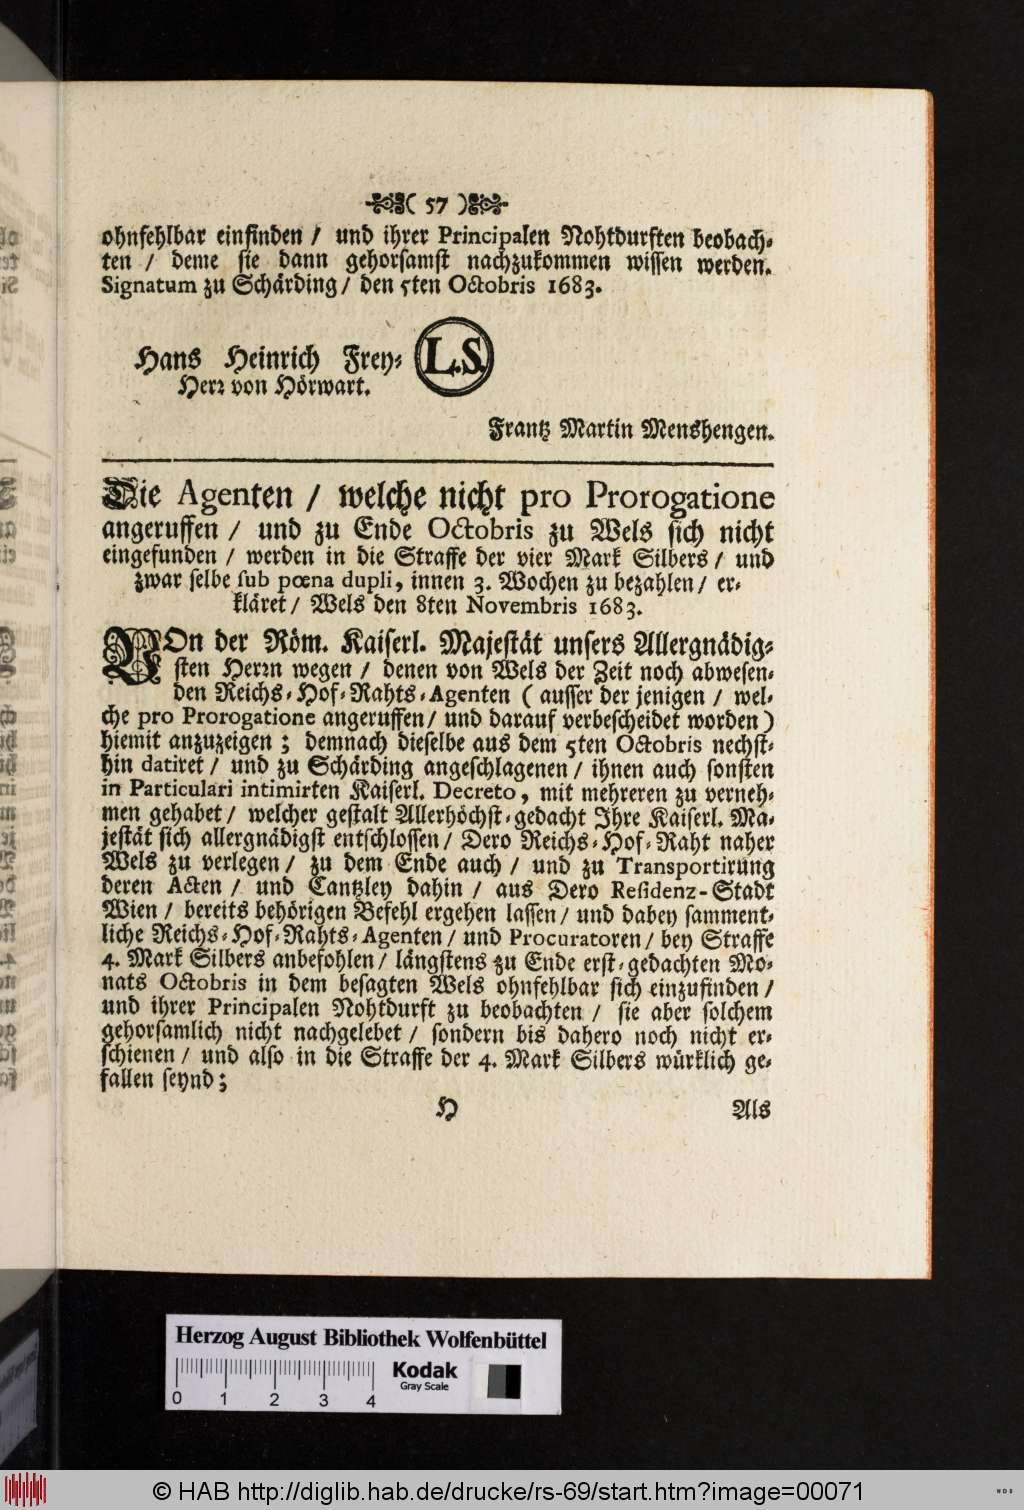 ( 57 )
ohnfehlbar einfinden / und ihrer Principalen Nohtdurften beobach-
ten / deme sie dann gehorsamst nachzukommen wissen werden.
Signatum zu Schärding / den 5ten Octobris 1683.
Hans Heinrich Frey-
Herr von Hörwart.
L.S.
Frantz Martin Menshengen.
Die Agenten / welche nicht pro Prorogatione
angeruffen / und zu Ende Octobris zu Wels sich nicht
eingefunden / werden in die Straffe der vier Mark Silbers / und
zwar selbe sub pœna dupli, innen 3. Wochen zu bezahlen / er-
kläret / Wels den 8ten Novembris 1683.
VOn der Röm. Kaiserl. Majestät unsers Allergnädig-
sten Herrn wegen / denen von Wels der Zeit noch abwesen-
den Reichs-Hof-Rahts-Agenten ( ausser der jenigen / wel-
che pro Prorogatione angeruffen / und darauf verbescheidet worden )
hiemit anzuzeigen ; demnach dieselbe aus dem 5ten Octobris nechst-
hin datiret / und zu Schärding angeschlagenen / ihnen auch sonsten
in Particulari intimirten Kaiserl. Decreto, mit mehreren zu verneh-
men gehabet / welcher gestalt Allerhöchst-gedacht Ihre Kaiserl. Ma-
jestät sich allergnädigst entschlossen / Dero Reichs-Hof-Raht naher
Wels zu verlegen / zu dem Ende auch / und zu Transportirung
deren Acten / und Cantzley dahin / aus Dero Residenz-Stadt
Wien / bereits behörigen Befehl ergehen lassen / und dabey samment-
liche Reichs-Hof-Rahts-Agenten / und Procuratoren / bey Straffe
4. Mark Silbers anbefohlen / längstens zu Ende erst-gedachten Mo-
nats Octobris in dem besagten Wels ohnfehlbar sich einzufinden /
und ihrer Principalen Nohtdurft zu beobachten / sie aber solchem
gehorsamlich nicht nachgelebet / sondern bis dahero noch nicht er-
schienen / und also in die Straffe der 4. Mark Silbers würklich ge-
fallen seynd ;
H
Als
Herzog August Bibliothek Wolfenbüttel
Kodak
Gray Scale
0 1 2 3 4
© HAB http://diglib.hab.de/drucke/rs-69/start.htm?image=00071